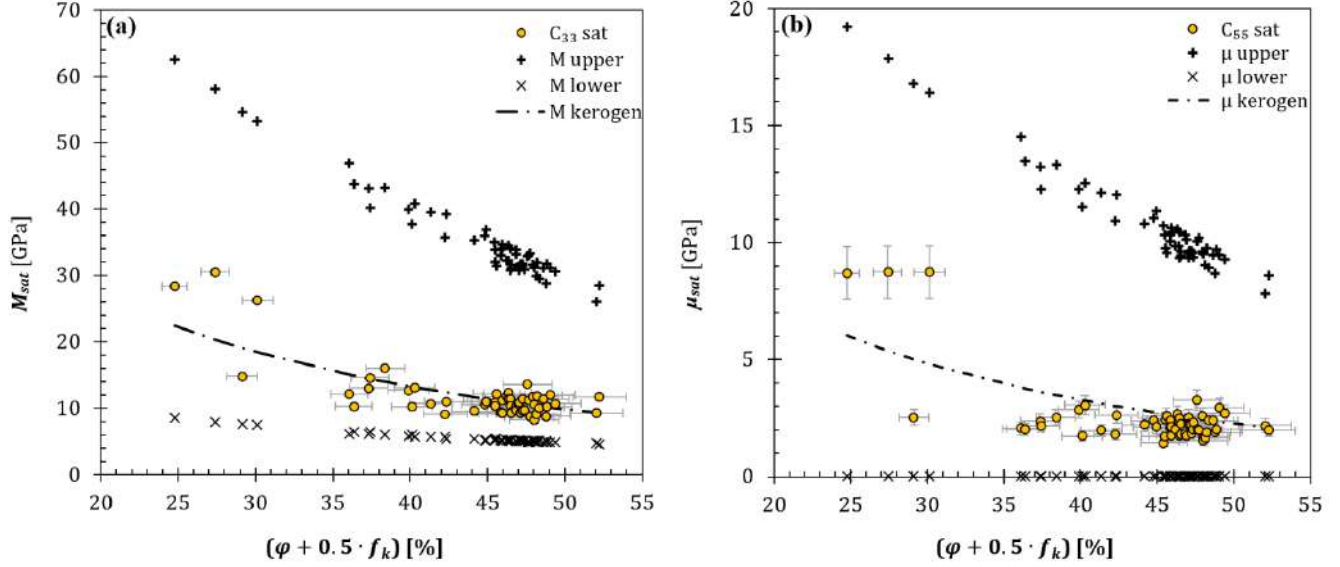 (a)
C₃₃ sat
M upper
M lower
M kerogen
70
60
50
40
30
20
10
0
M_sat [GPa]
20 25 30 35 40 45 50 55
(φ + 0.5 · f_k) [%]
(b)
C₅₅ sat
μ upper
μ lower
μ kerogen
20
15
10
5
0
μ_sat [GPa]
20 25 30 35 40 45 50 55
(φ + 0.5 · f_k) [%]